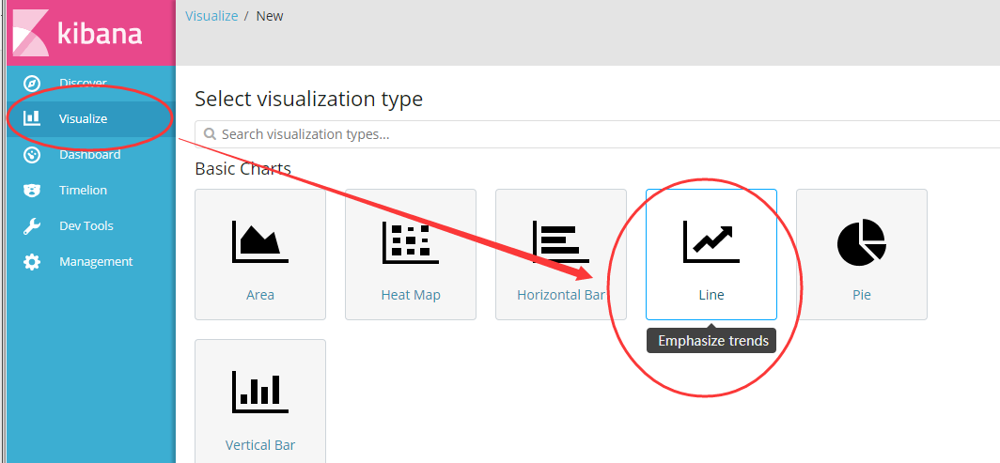 kibana
Visualize / New
Discover
Visualize
Dashboard
Timelion
Dev Tools
Management
Select visualization type
Search visualization types...
Basic Charts
Area
Heat Map
Horizontal Bar
Line
Pie
Emphasize trends
Vertical Bar